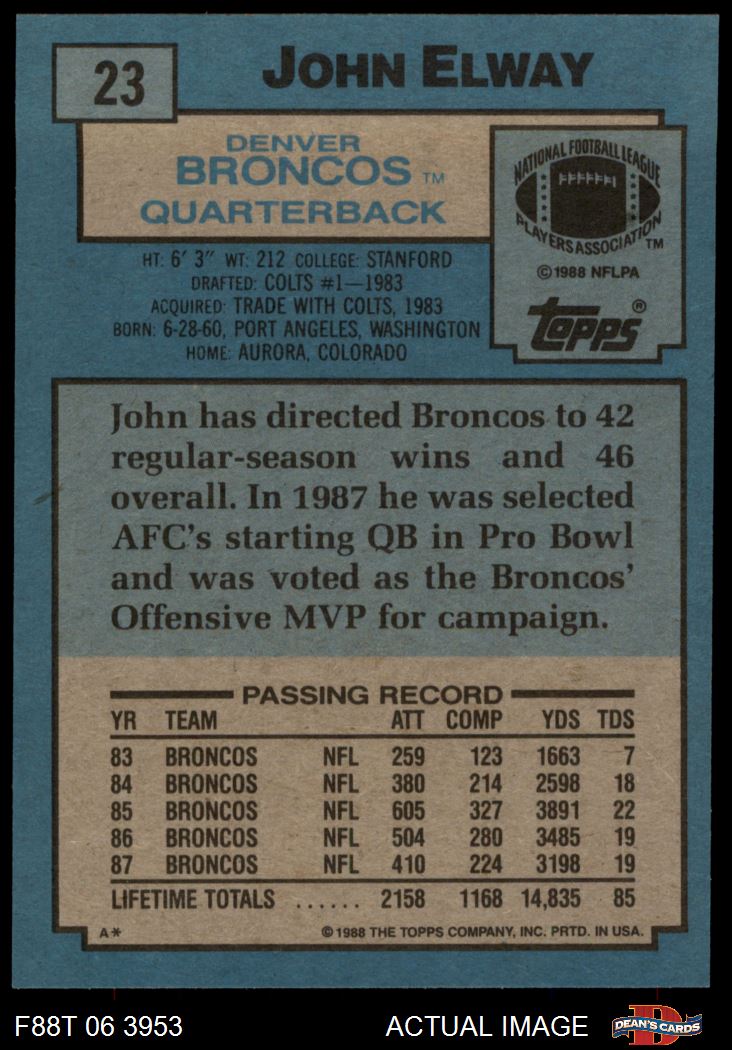 23
JOHN ELWAY
DENVER
BRONCOS TM
QUARTERBACK
NATIONAL FOOTBALL LEAGUE
PLAYERS ASSOCIATION TM
© 1988 NFLPA
Topps ®
HT: 6' 3" WT: 212 COLLEGE: STANFORD
DRAFTED: COLTS #1—1983
ACQUIRED: TRADE WITH COLTS, 1983
BORN: 6-28-60, PORT ANGELES, WASHINGTON
HOME: AURORA, COLORADO
John has directed Broncos to 42
regular-season wins and 46
overall. In 1987 he was selected
AFC's starting QB in Pro Bowl
and was voted as the Broncos'
Offensive MVP for campaign.
PASSING RECORD
YR TEAM ATT COMP YDS TDS
83 BRONCOS NFL 259 123 1663 7
84 BRONCOS NFL 380 214 2598 18
85 BRONCOS NFL 605 327 3891 22
86 BRONCOS NFL 504 280 3485 19
87 BRONCOS NFL 410 224 3198 19
LIFETIME TOTALS ...... 2158 1168 14,835 85
A* © 1988 THE TOPPS COMPANY, INC. PRTD. IN USA.
F88T 06 3953 ACTUAL IMAGE DEAN'S CARDS